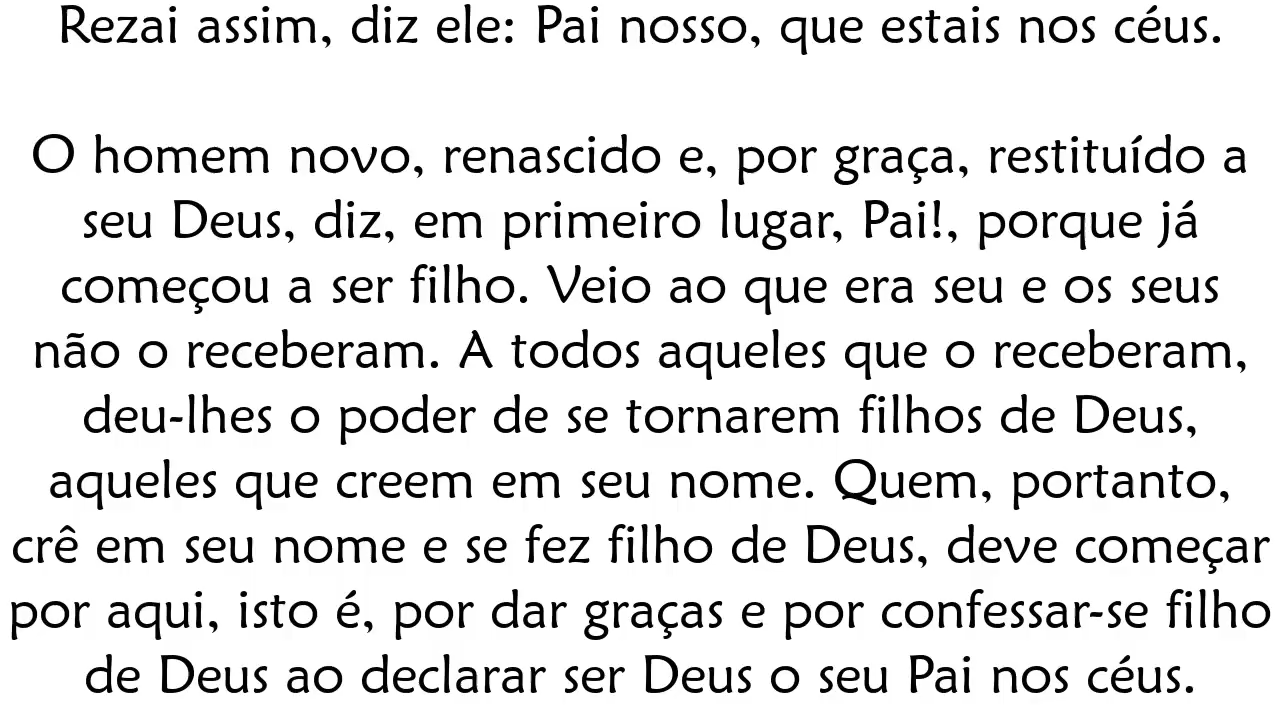 Rezai assim, diz ele: Pai nosso, que estais nos céus.
O homem novo, renascido e, por graça, restituído a
seu Deus, diz, em primeiro lugar, Pai!, porque já
começou a ser filho. Veio ao que era seu e os seus
não o receberam. A todos aqueles que o receberam,
deu-lhes o poder de se tornarem filhos de Deus,
aqueles que creem em seu nome. Quem, portanto,
crê em seu nome e se fez filho de Deus, deve começar
por aqui, isto é, por dar graças e por confessar-se filho
de Deus ao declarar ser Deus o seu Pai nos céus.